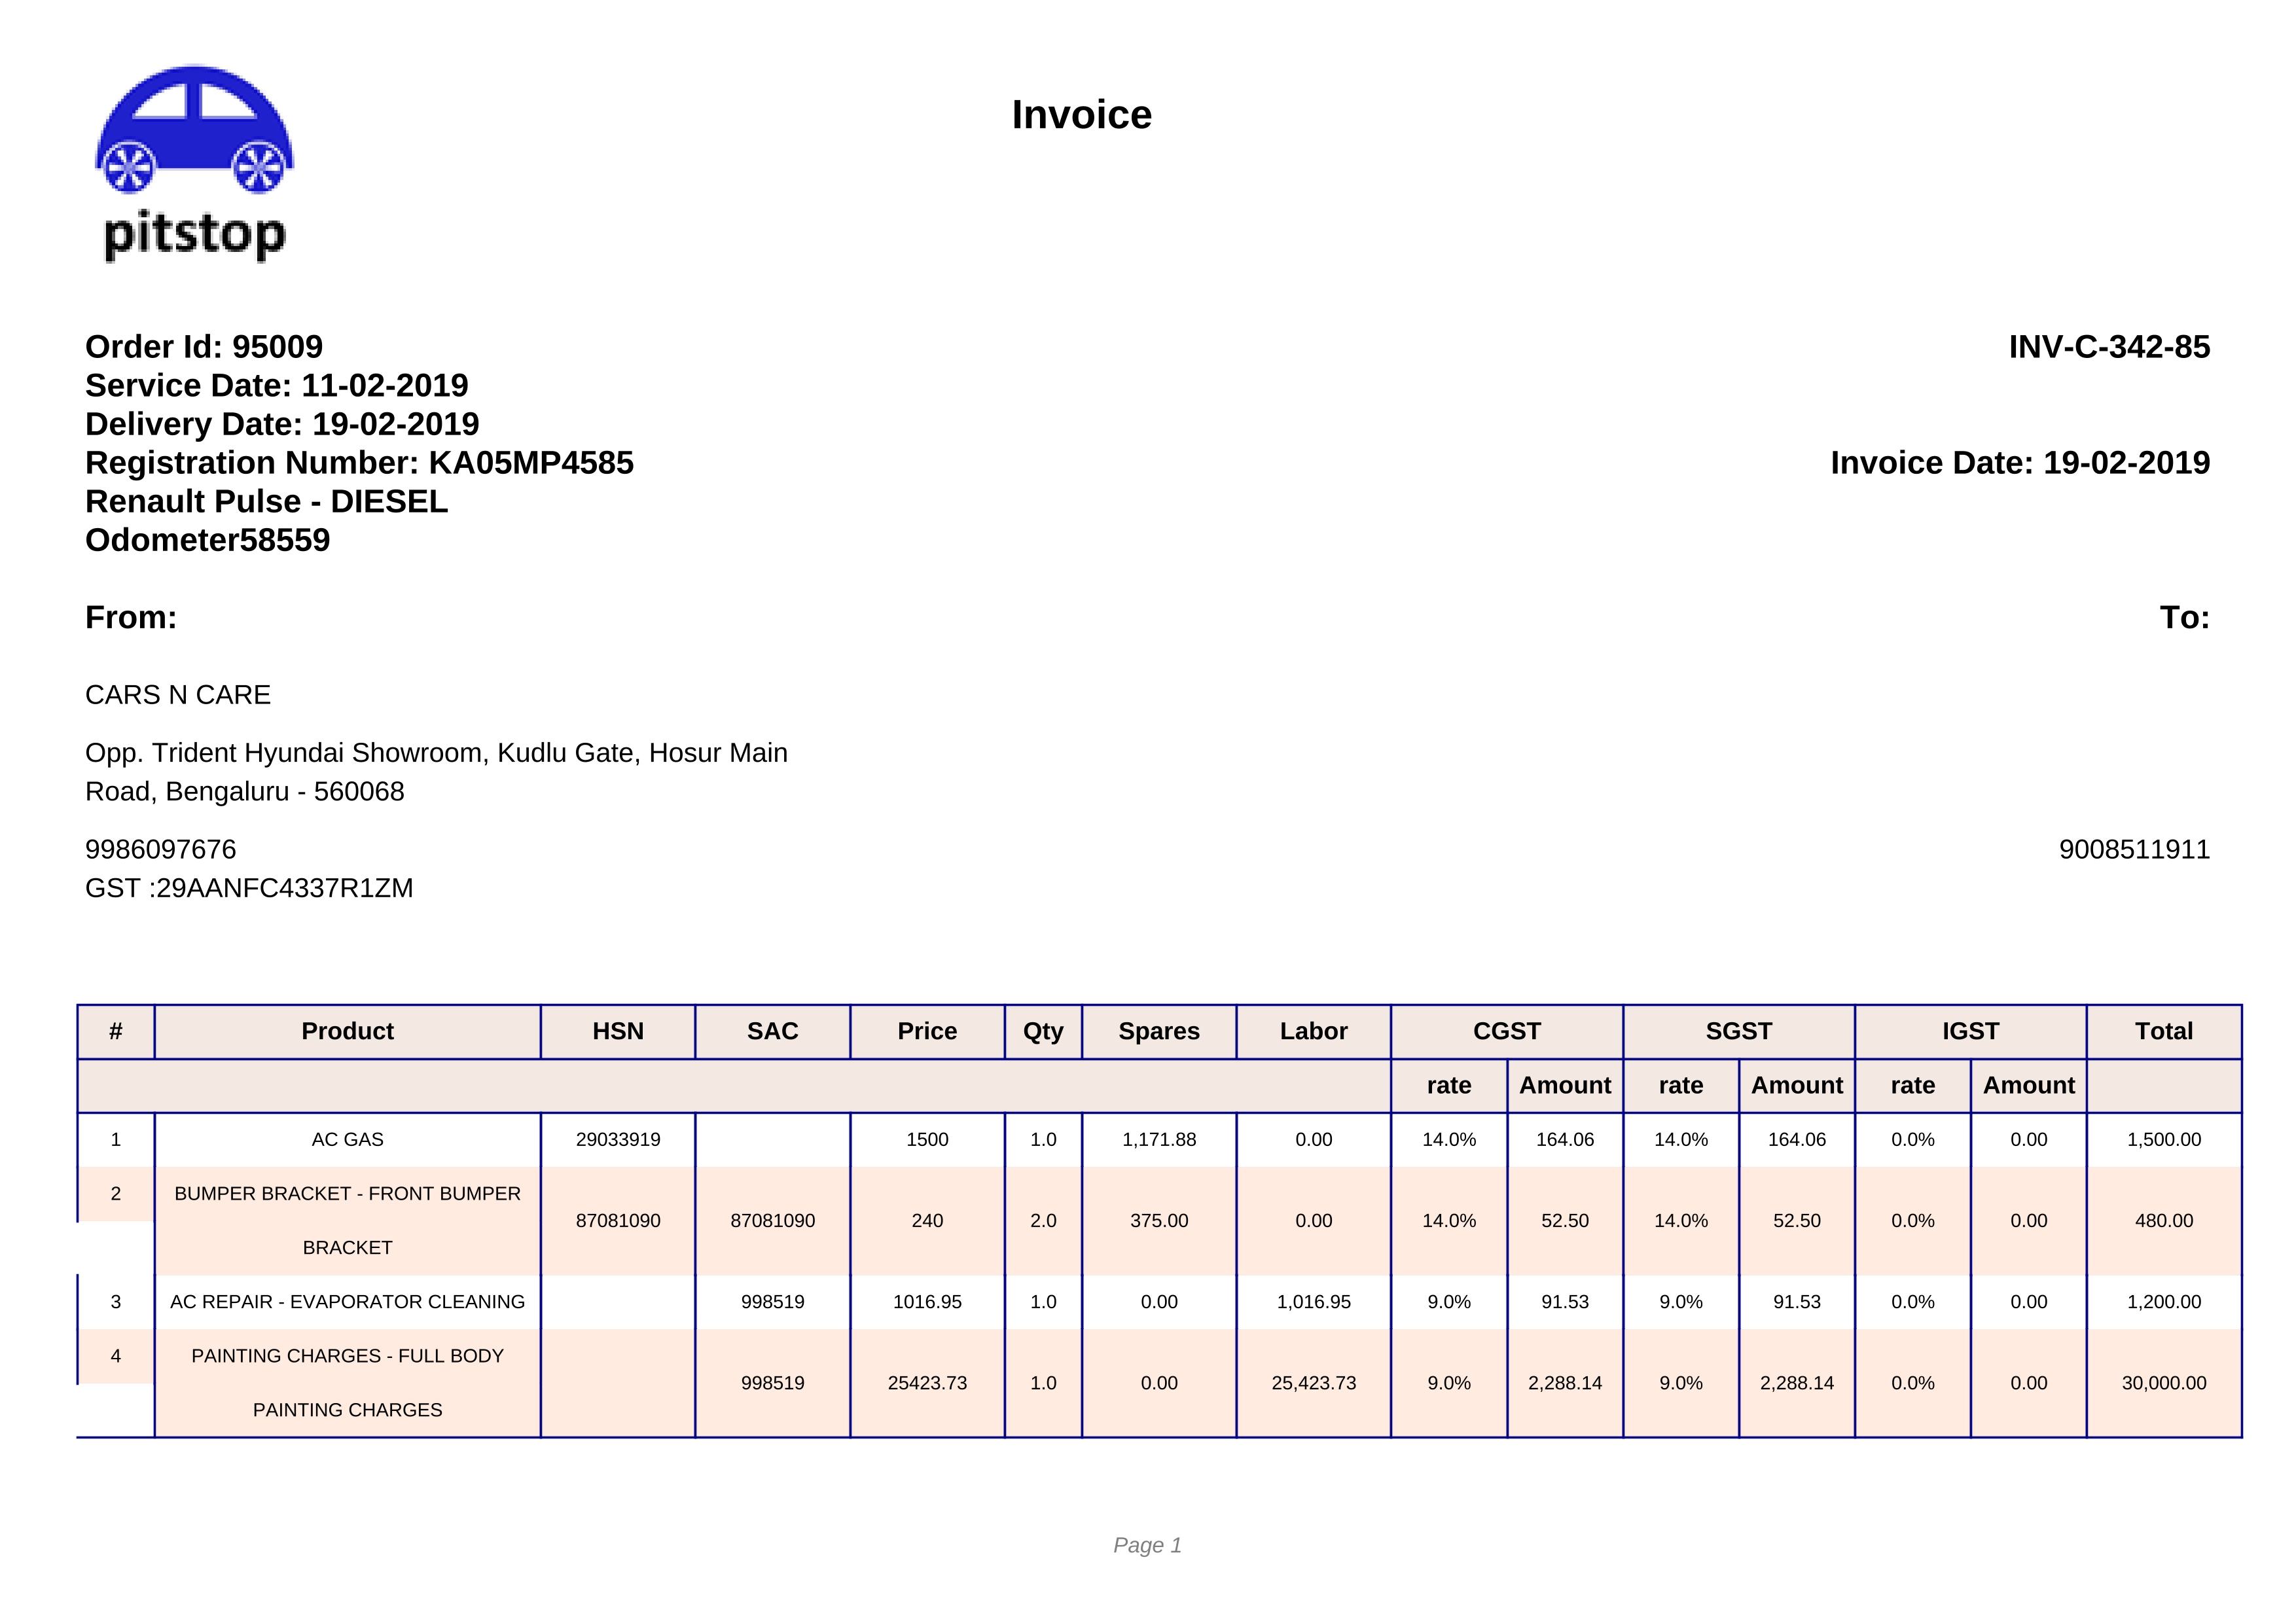 pitstop
Invoice
Order Id: 95009
INV-C-342-85
Service Date: 11-02-2019
Delivery Date: 19-02-2019
Registration Number: KA05MP4585
Invoice Date: 19-02-2019
Renault Pulse - DIESEL
Odometer58559
From:
To:
CARS N CARE
Opp. Trident Hyundai Showroom, Kudlu Gate, Hosur Main
Road, Bengaluru - 560068
9986097676
9008511911
GST :29AANFC4337R1ZM
# Product HSN SAC Price Qty Spares Labor CGST SGST IGST Total
rate Amount rate Amount rate Amount
1 AC GAS 29033919 1500 1.0 1,171.88 0.00 14.0% 164.06 14.0% 164.06 0.0% 0.00 1,500.00
2 BUMPER BRACKET - FRONT BUMPER
BRACKET
87081090 87081090 240 2.0 375.00 0.00 14.0% 52.50 14.0% 52.50 0.0% 0.00 480.00
3 AC REPAIR - EVAPORATOR CLEANING 998519 1016.95 1.0 0.00 1,016.95 9.0% 91.53 9.0% 91.53 0.0% 0.00 1,200.00
4 PAINTING CHARGES - FULL BODY
PAINTING CHARGES
998519 25423.73 1.0 0.00 25,423.73 9.0% 2,288.14 9.0% 2,288.14 0.0% 0.00 30,000.00
Page 1